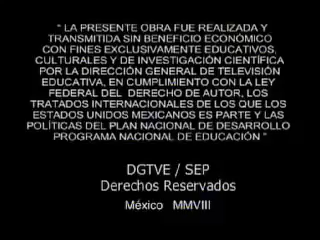 " LA PRESENTE OBRA FUE REALIZADA Y
TRANSMITIDA SIN BENEFICIO ECONÓMICO
CON FINES EXCLUSIVAMENTE EDUCATIVOS,
CULTURALES Y DE INVESTIGACIÓN CIENTÍFICA
POR LA DIRECCIÓN GENERAL DE TELEVISIÓN
EDUCATIVA, EN CUMPLIMIENTO CON LA LEY
FEDERAL DEL DERECHO DE AUTOR, LOS
TRATADOS INTERNACIONALES DE LOS QUE LOS
ESTADOS UNIDOS MEXICANOS ES PARTE Y LAS
POLÍTICAS DEL PLAN NACIONAL DE DESARROLLO
PROGRAMA NACIONAL DE EDUCACIÓN "
DGTVE / SEP
Derechos Reservados
México MMVIII